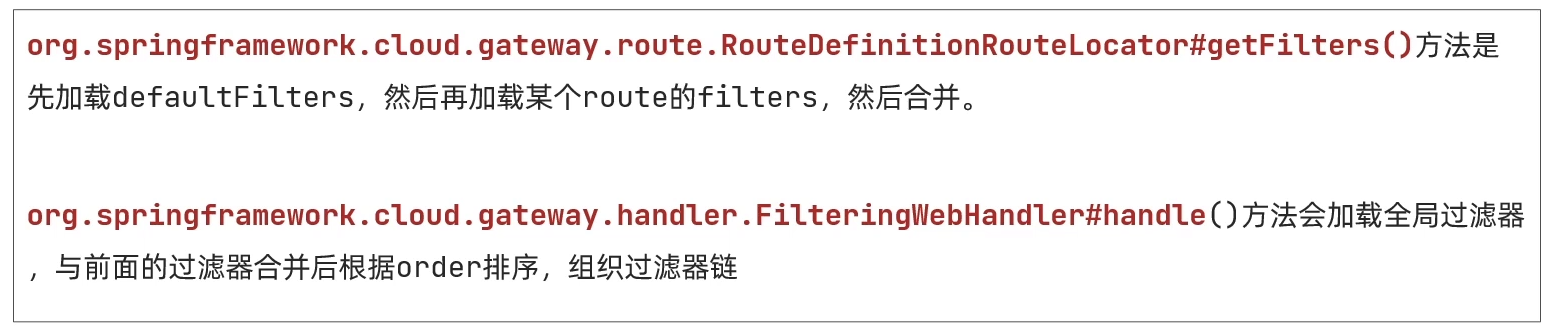 org.springframework.cloud.gateway.route.RouteDefinitionRouteLocator#getFilters()方法是
先加载defaultFilters，然后再加载某个route的filters，然后合并。
org.springframework.cloud.gateway.handler.FilteringWebHandler#handle()方法会加载全局过滤器
，与前面的过滤器合并后根据order排序，组织过滤器链